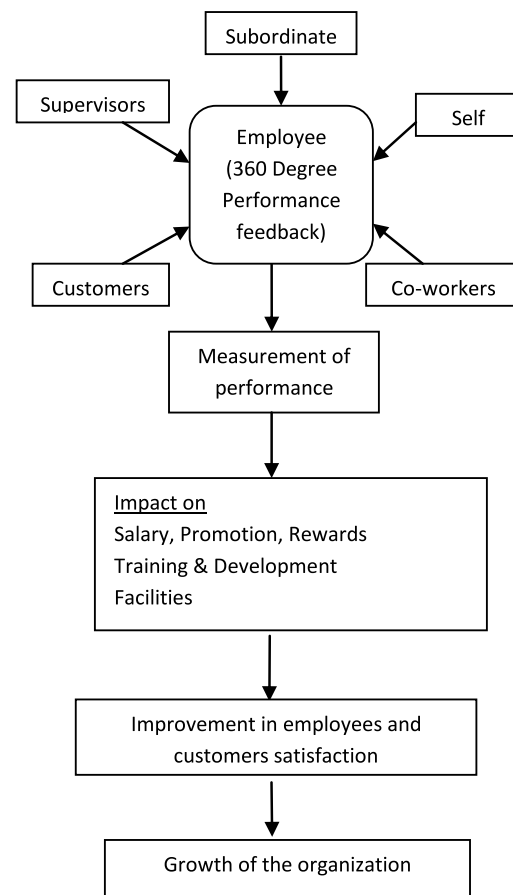 Subordinate
Supervisors
Self
Employee
(360 Degree
Performance
feedback)
Customers
Co-workers
Measurement of
performance
Impact on
Salary, Promotion, Rewards
Training & Development
Facilities
Improvement in employees and
customers satisfaction
Growth of the organization